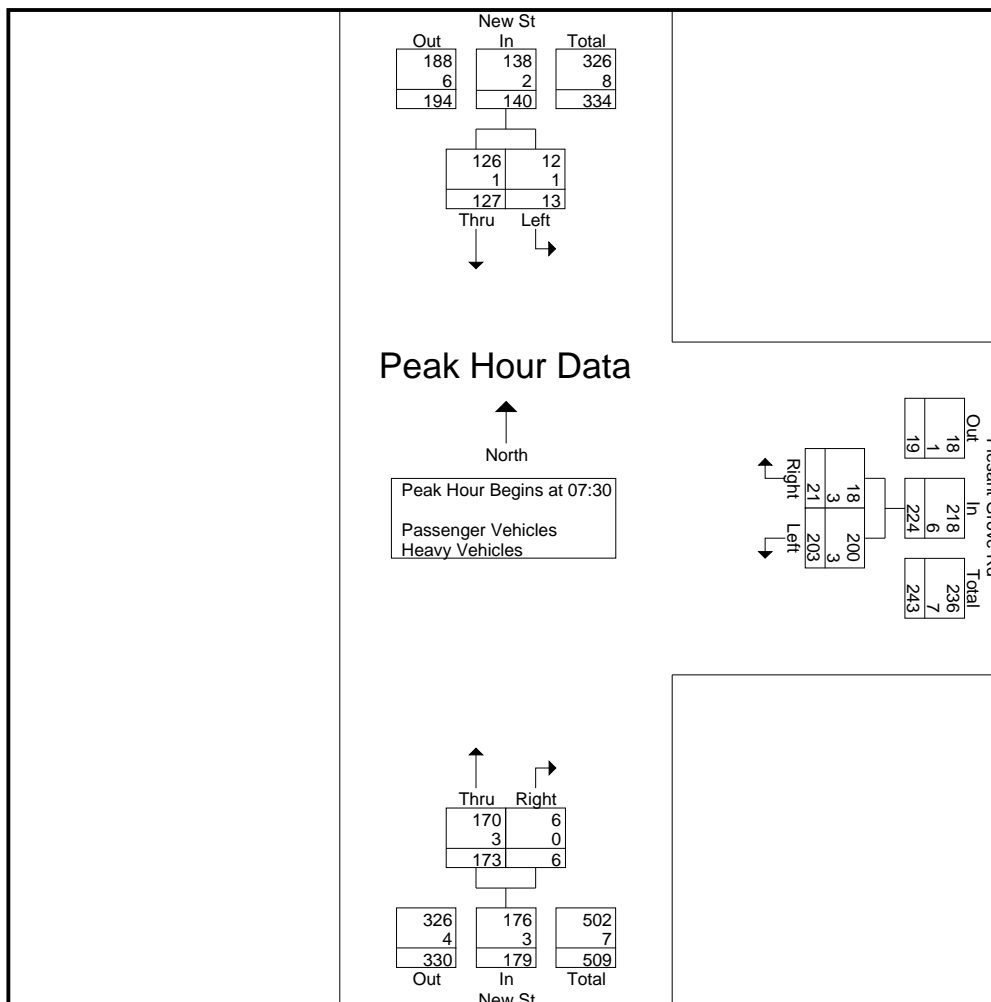 New St
Out In Total
188 138 326
6 2 8
194 140 334
126 12
1 1
127 13
Thru Left
Peak Hour Data
North
Peak Hour Begins at 07:30
Passenger Vehicles
Heavy Vehicles
Out In Total
18 218 236
1 6 7
19 224 243
18 200
3 3
21 203
Right Left
Thru Right
170 6
3 0
173 6
326 176 502
4 3 7
330 179 509
Out In Total
New St